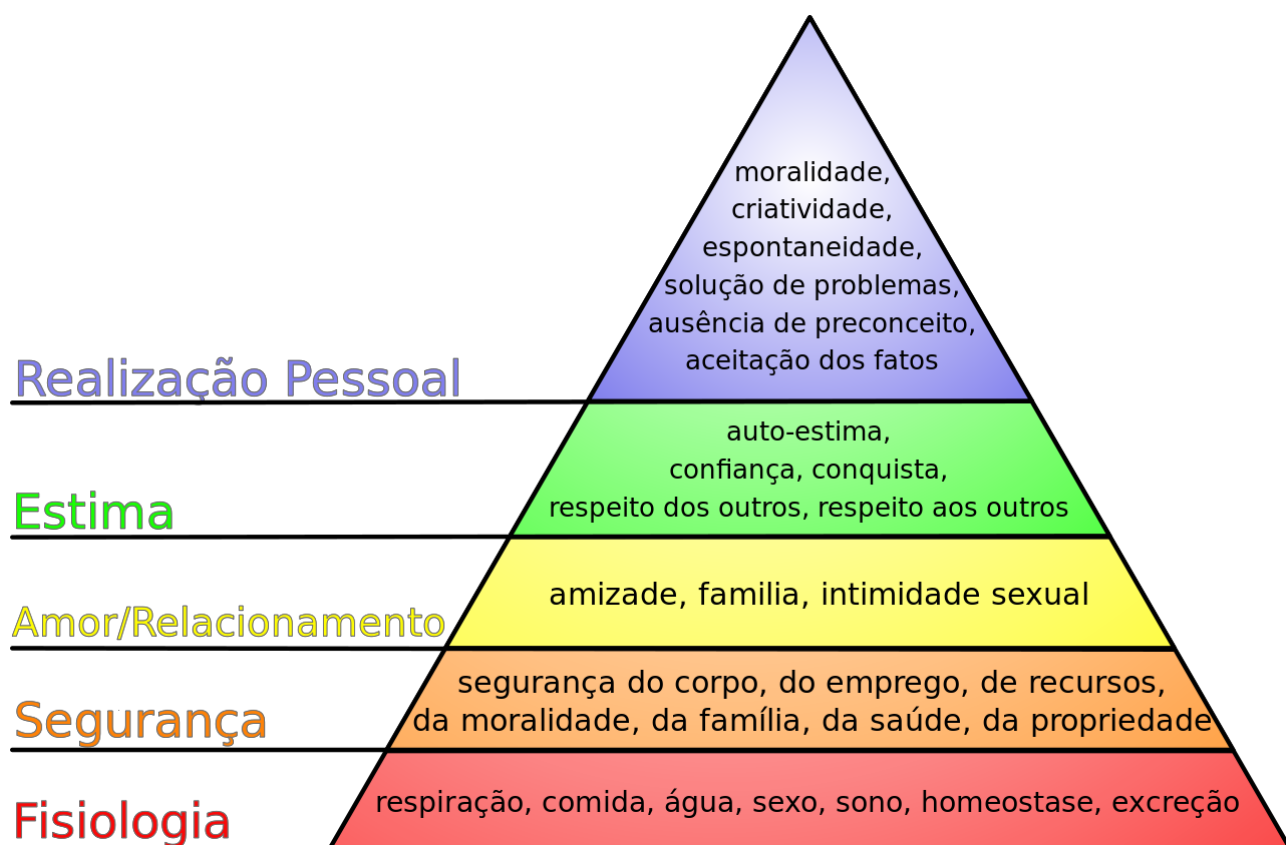 moralidade,
criatividade,
espontaneidade,
solução de problemas,
ausência de preconceito,
aceitação dos fatos
Realização Pessoal
auto-estima,
confiança, conquista,
respeito dos outros, respeito aos outros
Estima
amizade, familia, intimidade sexual
Amor/Relacionamento
segurança do corpo, do emprego, de recursos,
da moralidade, da família, da saúde, da propriedade
Segurança
respiração, comida, água, sexo, sono, homeostase, excreção
Fisiologia